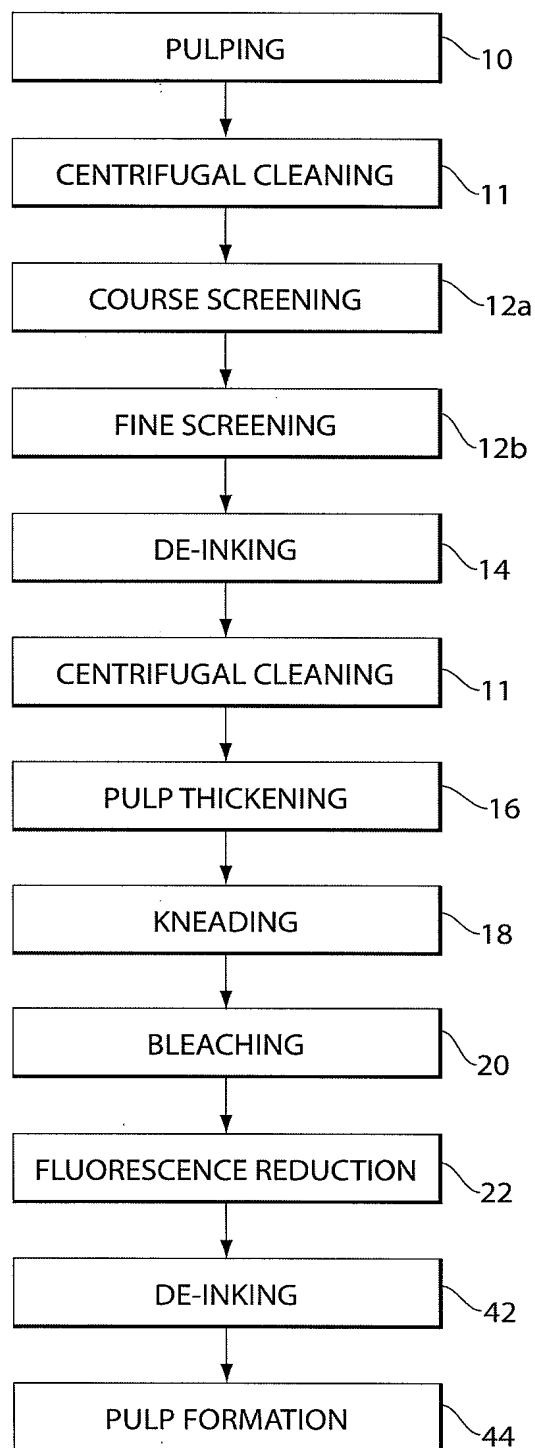 PULPING
10
CENTRIFUGAL CLEANING
11
COURSE SCREENING
12a
FINE SCREENING
12b
DE-INKING
14
CENTRIFUGAL CLEANING
11
PULP THICKENING
16
KNEADING
18
BLEACHING
20
FLUORESCENCE REDUCTION
22
DE-INKING
42
PULP FORMATION
44